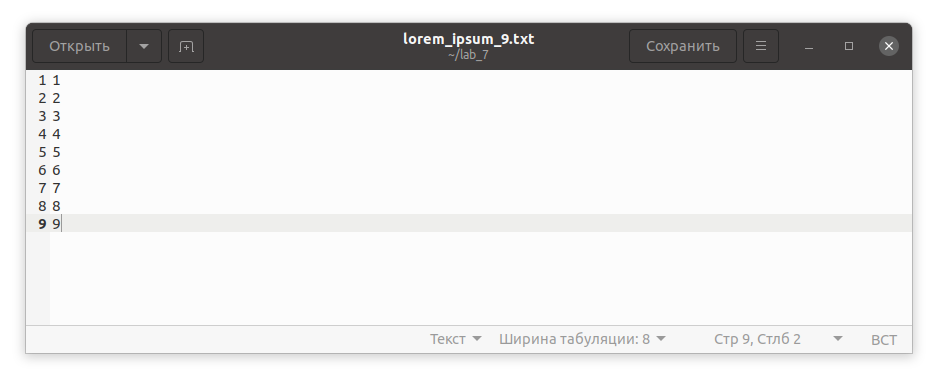 Открыть
lorem_ipsum_9.txt
~/lab_7
Сохранить
1 1
2 2
3 3
4 4
5 5
6 6
7 7
8 8
9 9
Текст Ширина табуляции: 8 Стр 9, Стлб 2 ВСТ